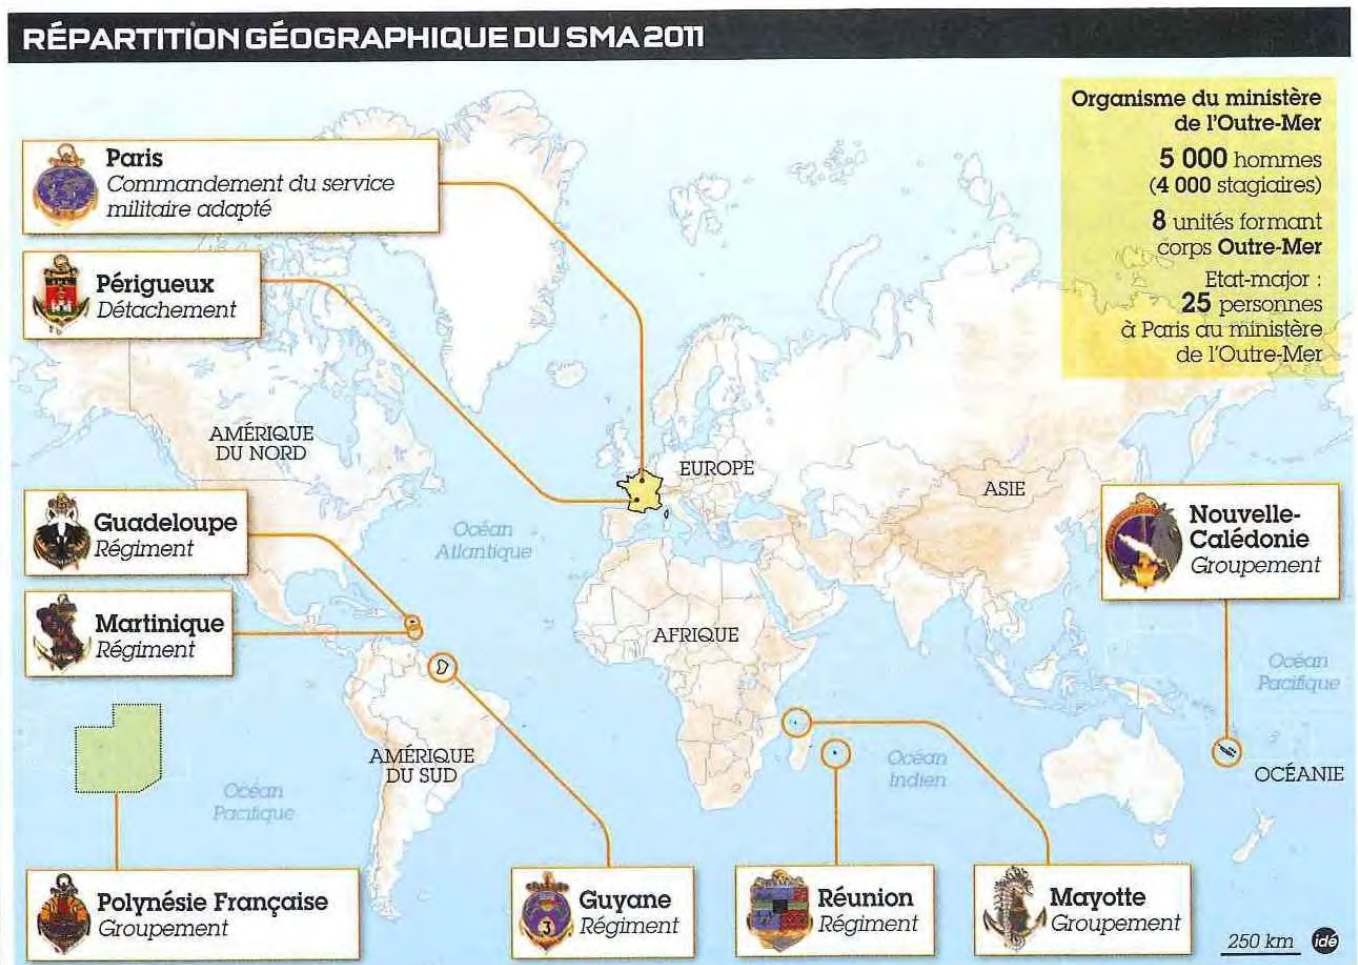 RÉPARTITION GÉOGRAPHIQUE DU SMA 2011
Organisme du ministère
de l'Outre-Mer
5 000 hommes
(4 000 stagiaires)
8 unités formant
corps Outre-Mer
Etat-major :
25 personnes
à Paris au ministère
de l'Outre-Mer
Paris
Commandement du service
militaire adapté
Périgueux
Détachement
AMÉRIQUE
DU NORD
EUROPE
ASIE
Guadeloupe
Régiment
Océan
Atlantique
Nouvelle-
Calédonie
Groupement
Martinique
Régiment
AFRIQUE
Océan
Pacifique
AMÉRIQUE
DU SUD
Océan
Indien
OCÉANIE
Océan
Pacifique
Polynésie Française
Groupement
Guyane
Régiment
3
Réunion
Régiment
Mayotte
Groupement
250 km
idé